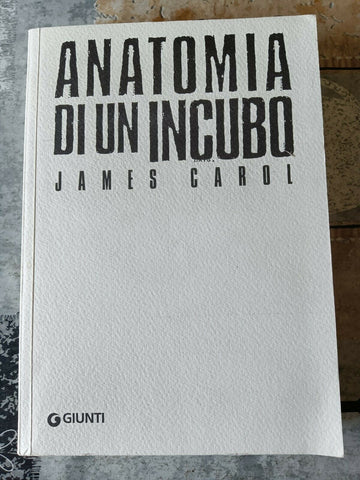 ANATOMIA
DI UN INCUBO
JAMES CAROL
GIUNTI